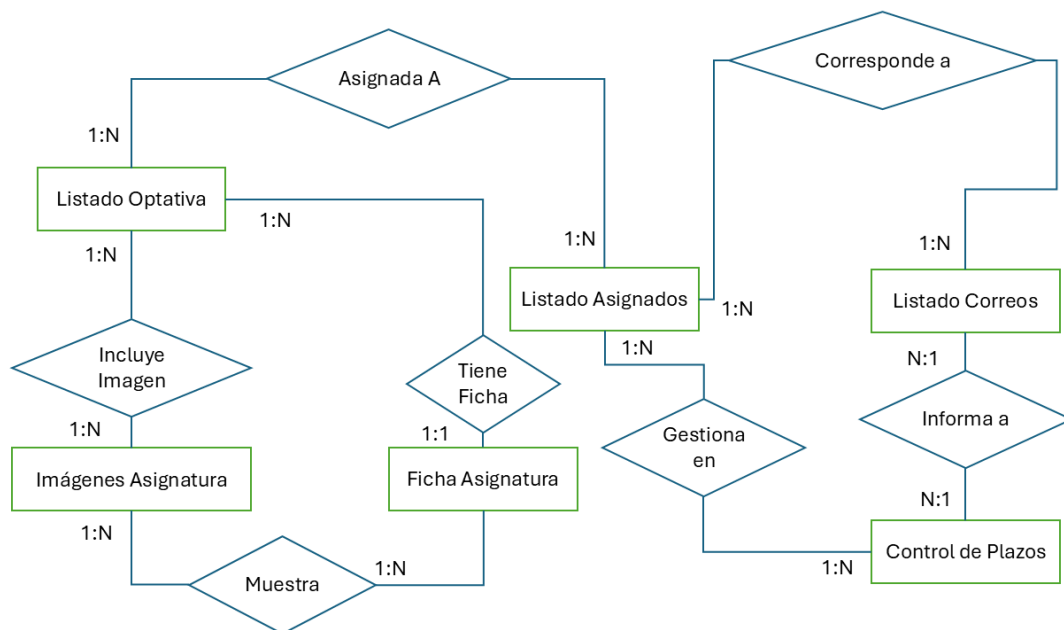 Asignada A
Corresponde a
1:N
Listado Optativa
1:N
1:N
1:N
1:N
Listado Asignados
1:N
Listado Correos
1:N
N:1
Incluye
Imagen
Tiene
Ficha
Informa a
1:N
1:1
Gestiona
en
Imágenes Asignatura
Ficha Asignatura
N:1
1:N
Control de Plazos
1:N
1:N
Muestra